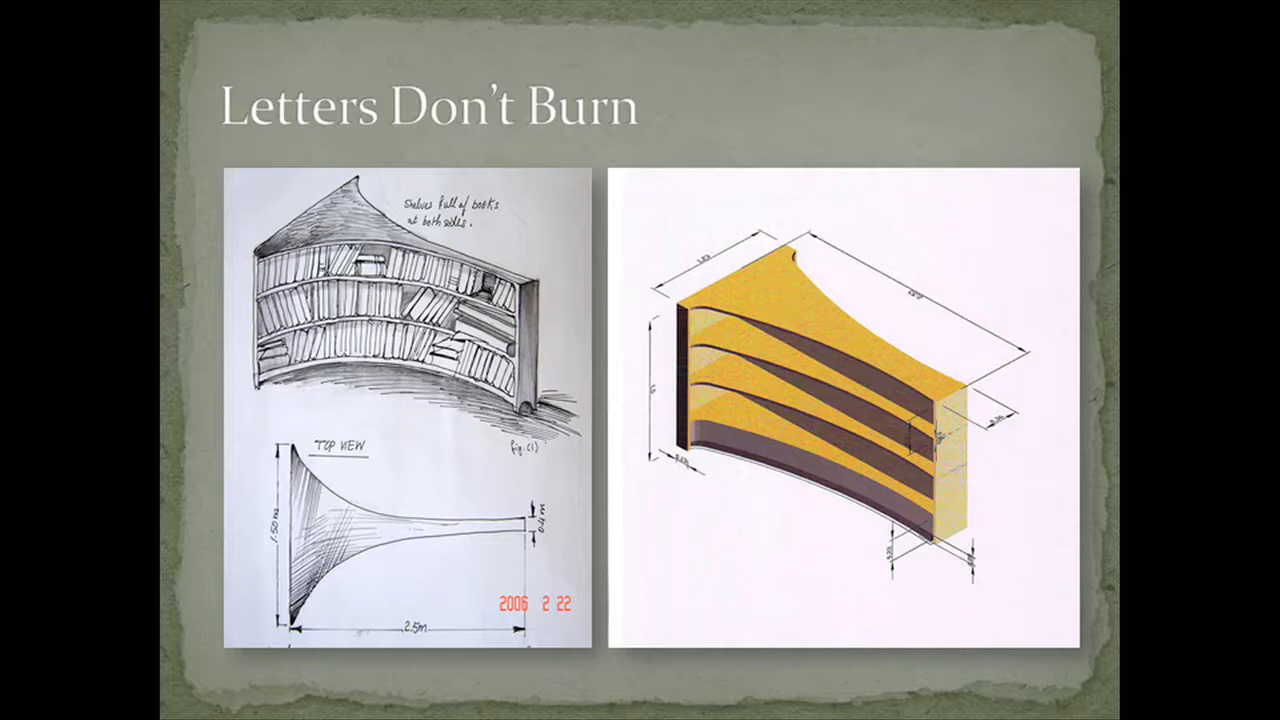 Letters Don't Burn
Shelves full of books
at both sides.
fig.(1)
TOP VIEW
1.50m
0.4m
2.5m
2006 2 22